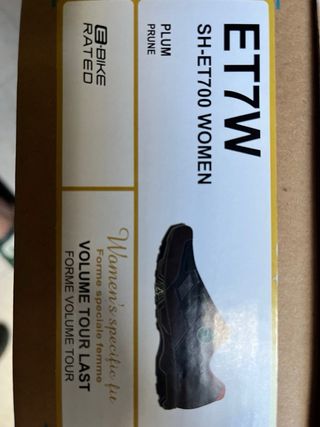 ET7W
SH-ET700 WOMEN
PLUM
PRUNE
E-BIKE
RATED
Women's specific fit
Forme speciale femme
VOLUME TOUR LAST
FORME VOLUME TOUR